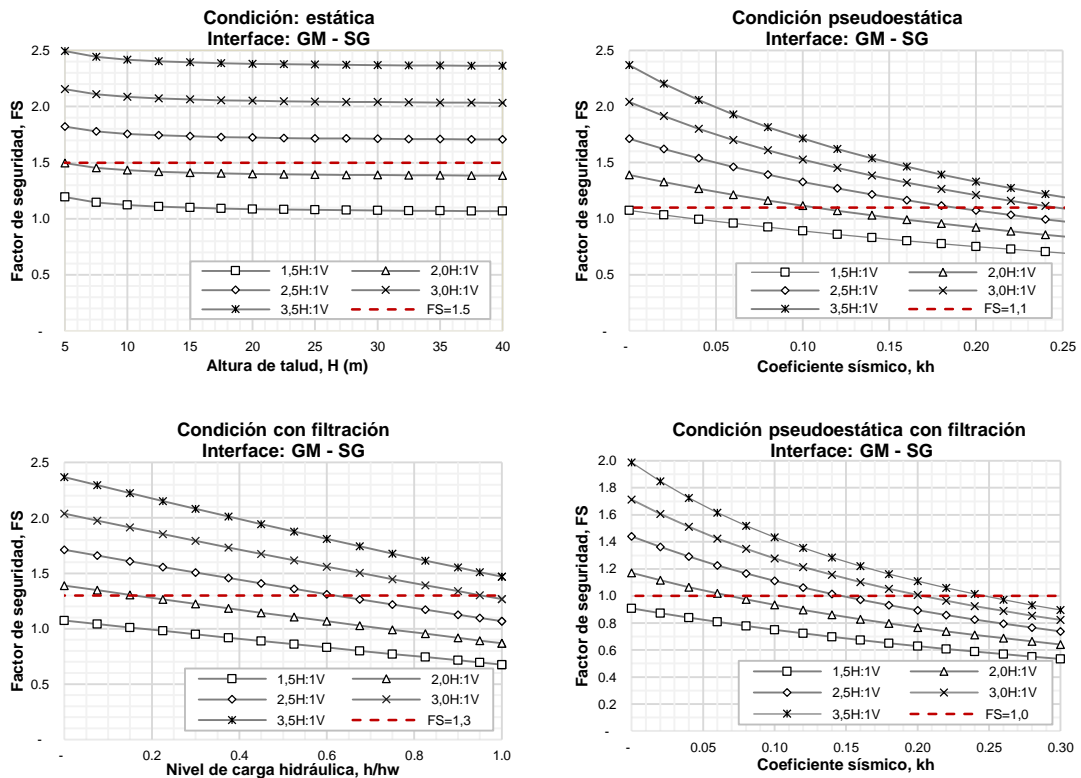 Condición: estática
Interface: GM - SG
Factor de seguridad, FS
2.5
2.0
1.5
1.0
0.5
-
1,5H:1V
2,0H:1V
2,5H:1V
3,0H:1V
3,5H:1V
FS=1.5
5
10
15
20
25
30
35
40
Altura de talud, H (m)
Condición pseudoestática
Interface: GM - SG
Factor de seguridad, FS
2.5
2.0
1.5
1.0
0.5
-
1,5H:1V
2,0H:1V
2,5H:1V
3,0H:1V
3,5H:1V
FS=1,1
-
0.05
0.10
0.15
0.20
0.25
Coeficiente sísmico, kh
Condición con filtración
Interface: GM - SG
Factor de seguridad, FS
2.5
2.0
1.5
1.0
0.5
-
1,5H:1V
2,0H:1V
2,5H:1V
3,0H:1V
3,5H:1V
FS=1,3
-
0.2
0.4
0.6
0.8
1.0
Nivel de carga hidráulica, h/hw
Condición pseudoestática con filtración
Interface: GM - SG
Factor de seguridad, FS
2.0
1.8
1.6
1.4
1.2
1.0
0.8
0.6
0.4
0.2
-
1,5H:1V
2,0H:1V
2,5H:1V
3,0H:1V
3,5H:1V
FS=1,0
-
0.05
0.10
0.15
0.20
0.25
0.30
Coeficiente sísmico, kh